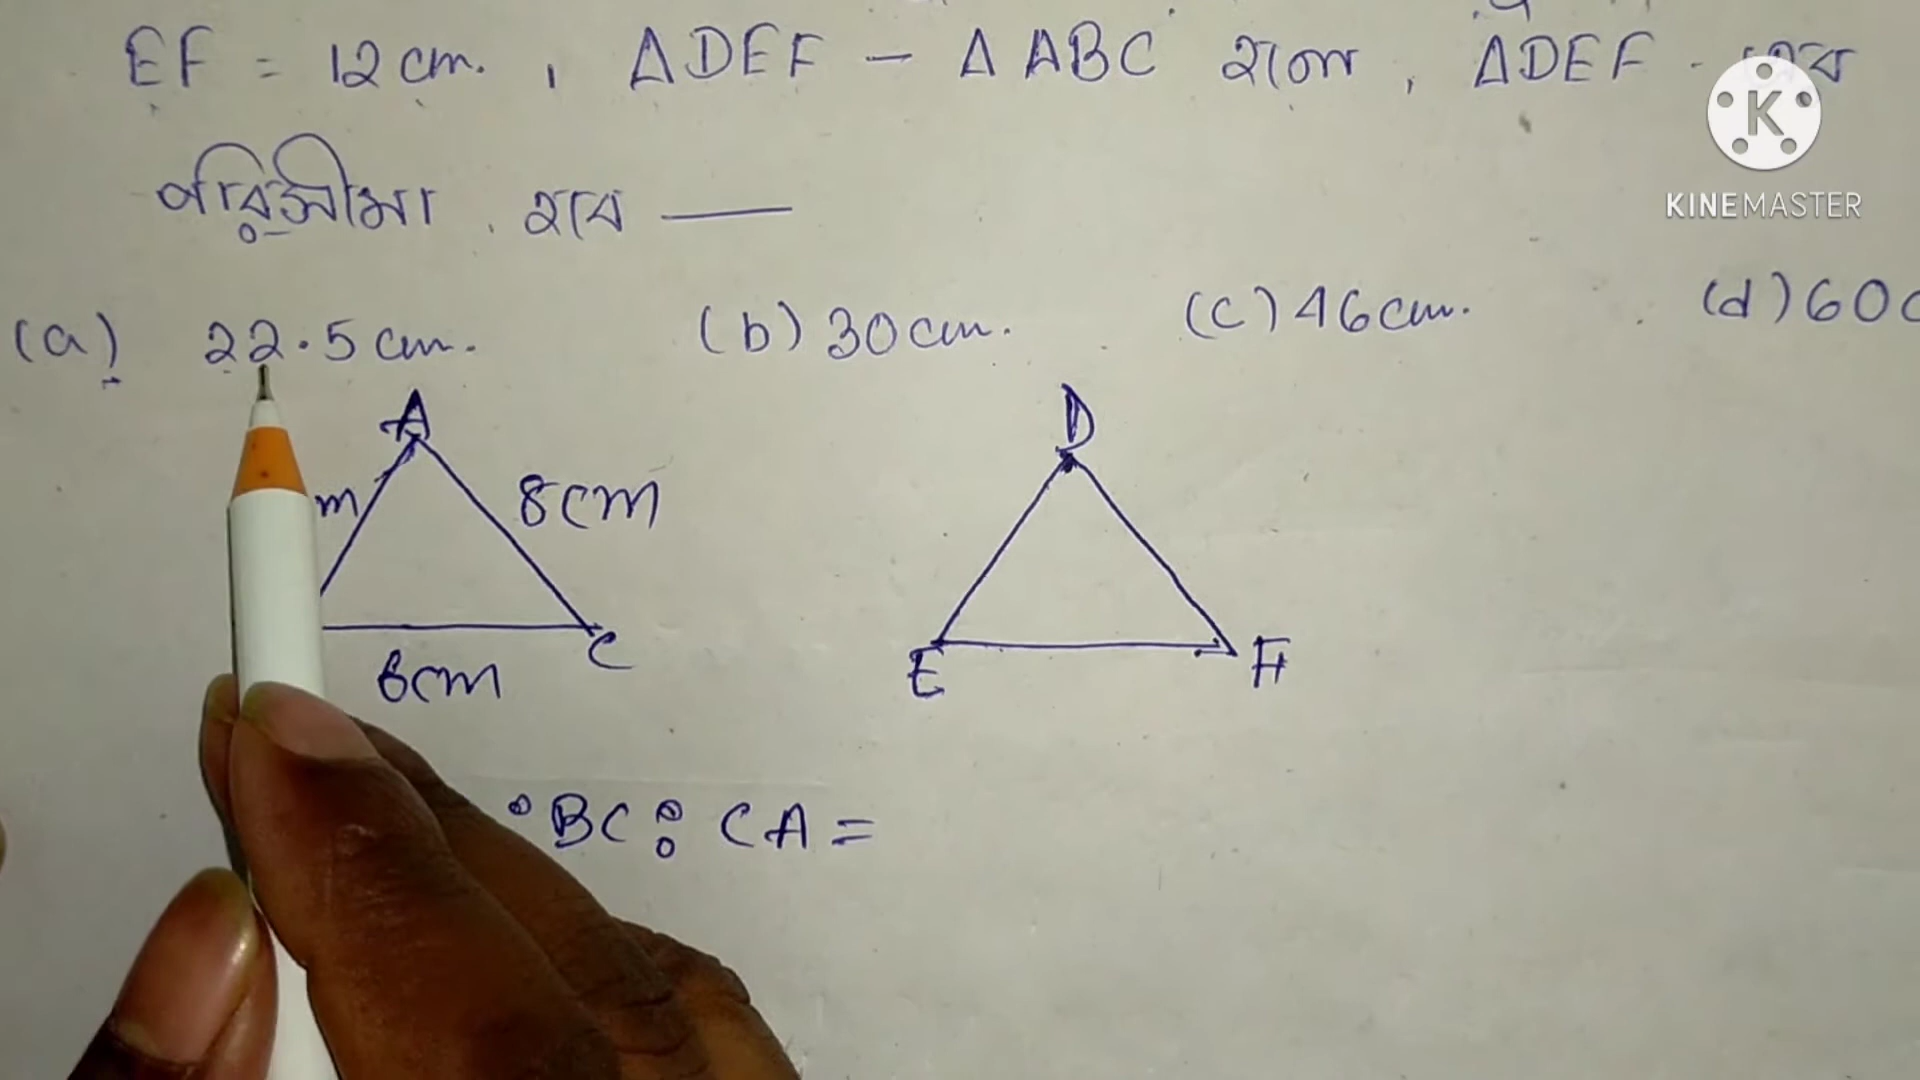 EF = 12 cm. , ΔDEF - ΔABC হলে , ΔDEF - এর
পরিসীমা হবে —
(a) 22.5 cm. (b) 30 cm. (c) 46 cm. (d) 60 c
A D
m 8cm
C E F
6cm
: BC : CA =
K
KINEMASTER